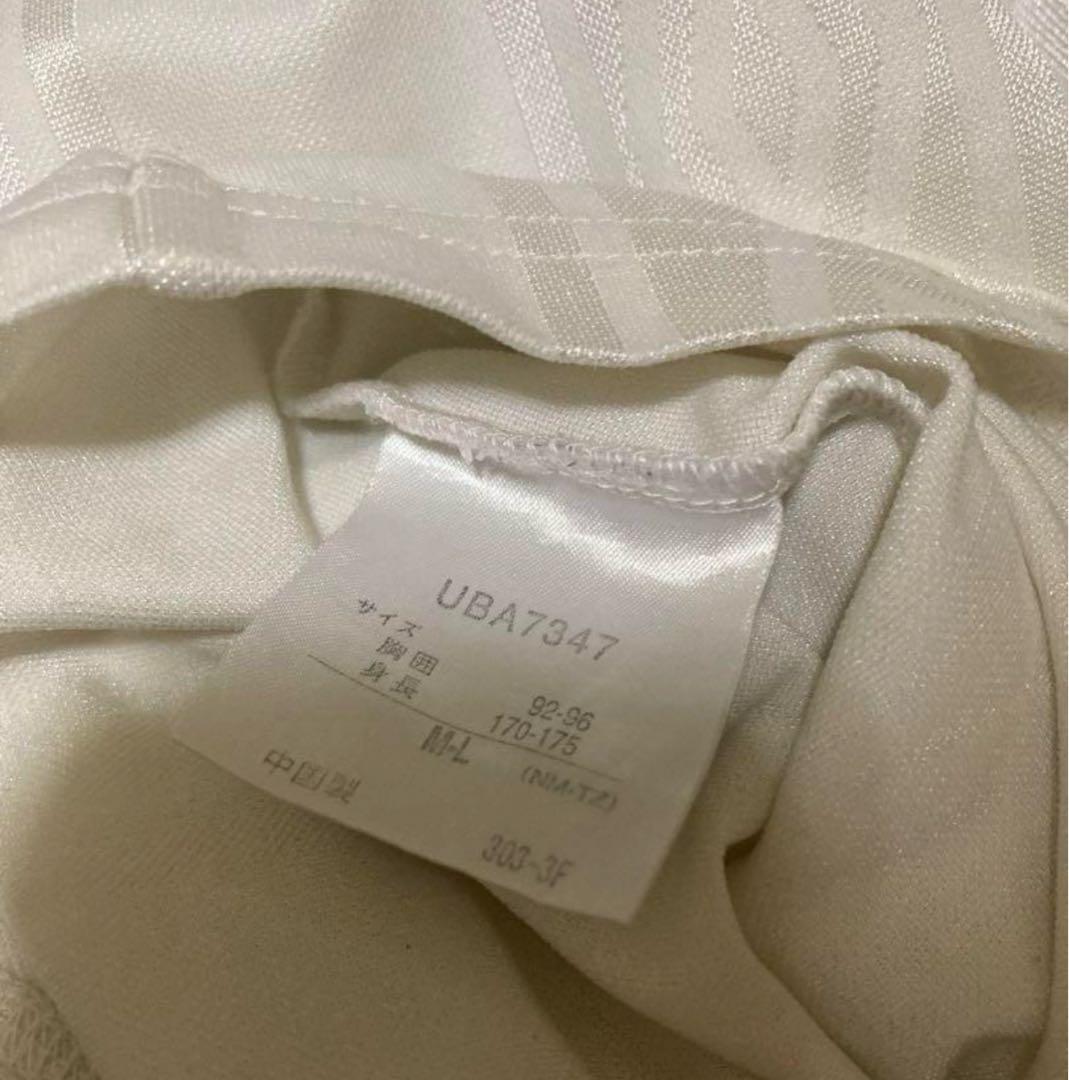 UBA7347
サイズ
胸囲 92-96
身長 170-175
M-L (NM・TZ)
中国製
303-3F